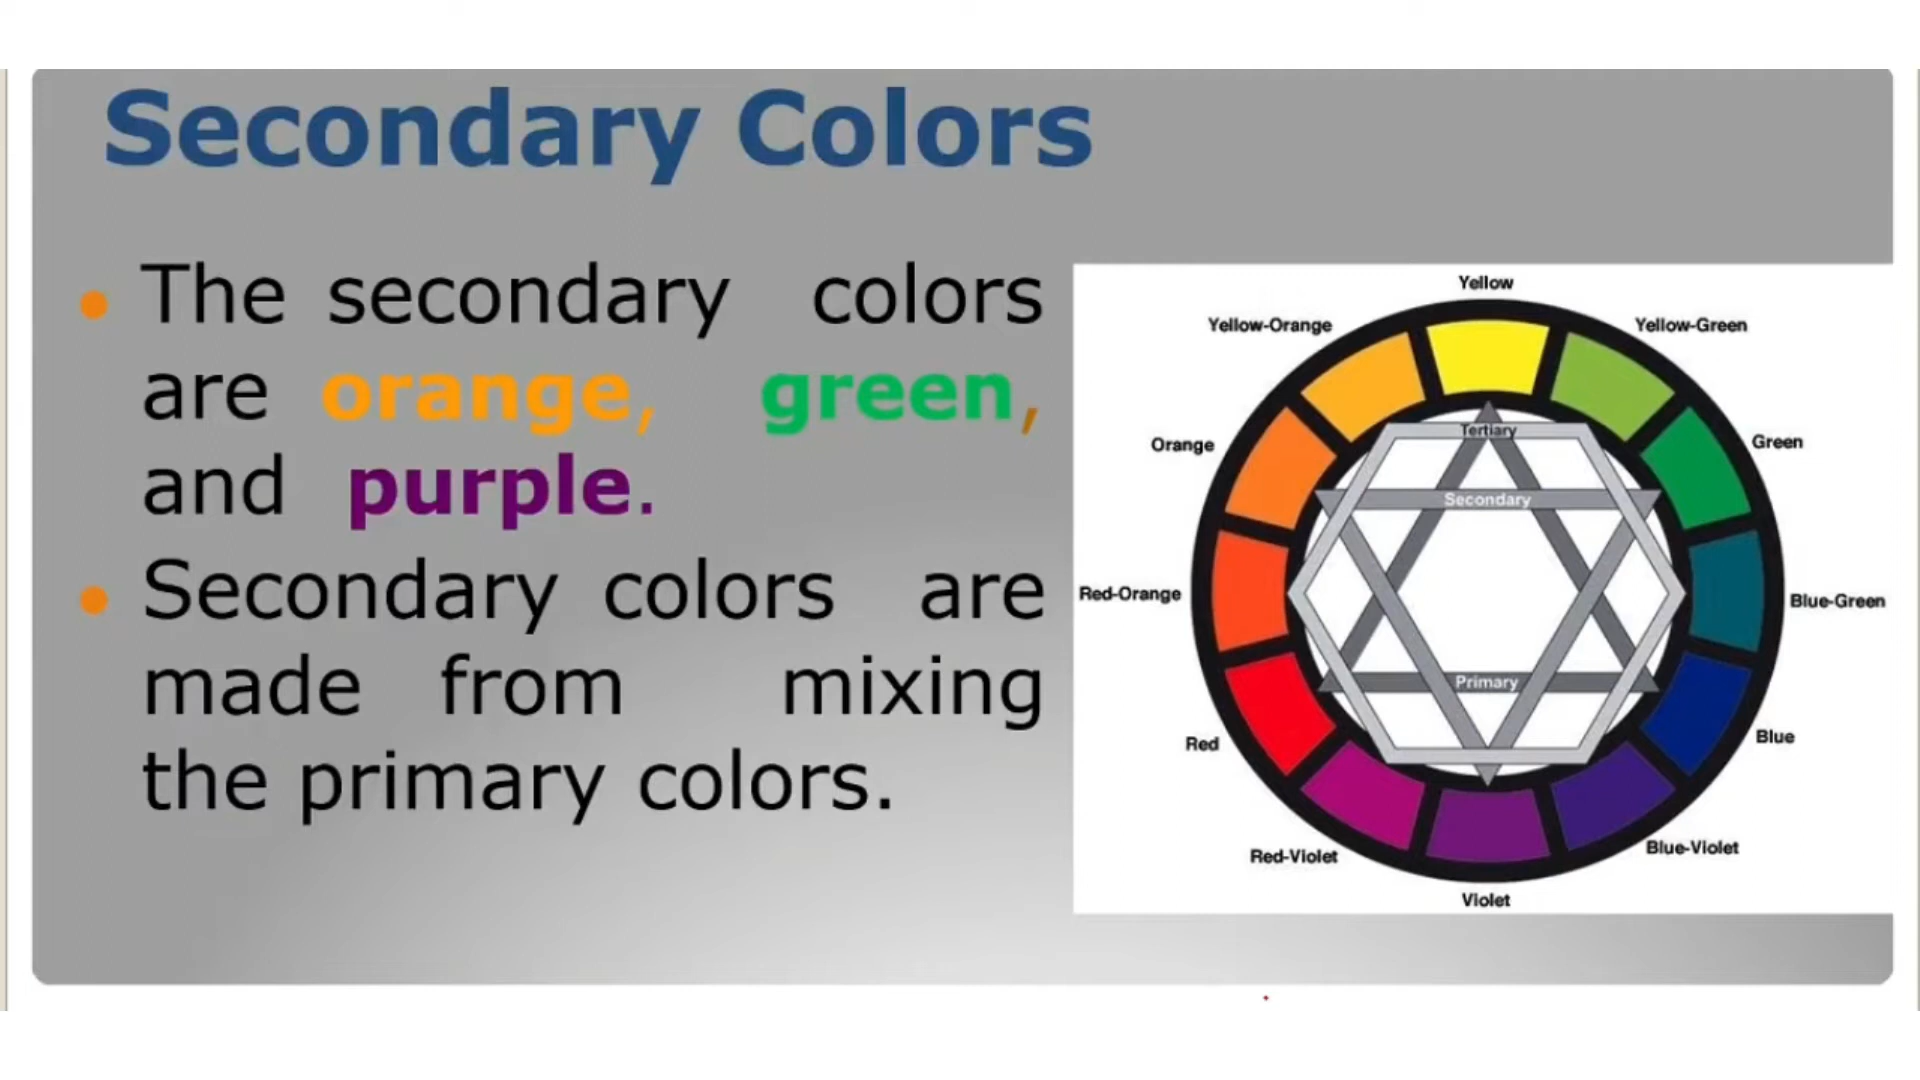 Secondary Colors
The secondary colors
are orange, green,
and purple.
Secondary colors are
made from mixing
the primary colors.
Yellow
Yellow-Orange
Yellow-Green
Orange
Tertiary
Green
Secondary
Red-Orange
Blue-Green
Primary
Red
Blue
Red-Violet
Blue-Violet
Violet